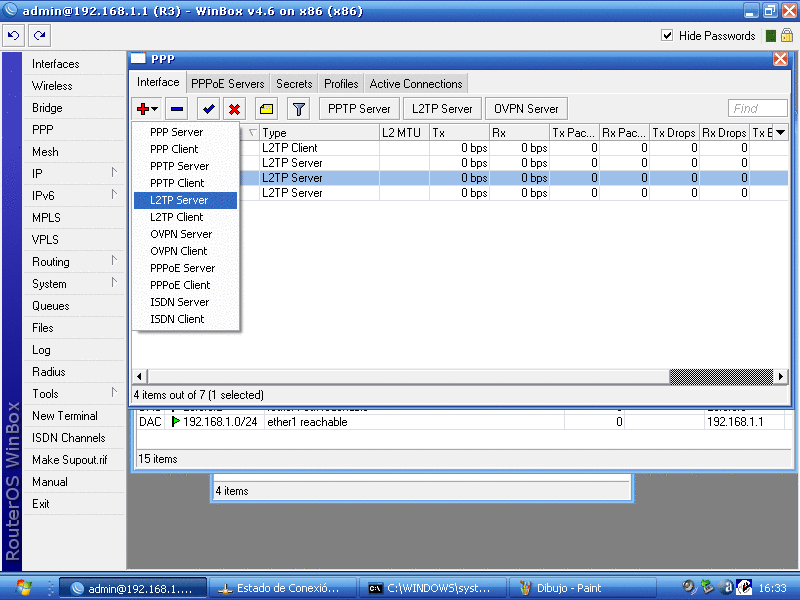 admin@192.168.1.1 (R3) - WinBox v4.6 on x86 (x86)
Hide Passwords
Interfaces
Wireless
Bridge
PPP
Mesh
IP
IPv6
MPLS
VPLS
Routing
System
Queues
Files
Log
Radius
Tools
New Terminal
ISDN Channels
Make Supout.rif
Manual
Exit
RouterOS WinBox
PPP
Interface PPPoE Servers Secrets Profiles Active Connections
PPTP Server L2TP Server OVPN Server Find
Type L2 MTU Tx Rx Tx Pac... Rx Pac... Tx Drops Rx Drops Tx E
L2TP Client 0 bps 0 bps 0 0 0 0
L2TP Server 0 bps 0 bps 0 0 0 0
L2TP Server 0 bps 0 bps 0 0 0 0
L2TP Server 0 bps 0 bps 0 0 0 0
PPP Server
PPP Client
PPTP Server
PPTP Client
L2TP Server
L2TP Client
OVPN Server
OVPN Client
PPPoE Server
PPPoE Client
ISDN Server
ISDN Client
4 items out of 7 (1 selected)
DAC 192.168.1.0/24 ether1 reachable 0 192.168.1.1
15 items
4 items
admin@192.168.1.... Estado de Conexió... C:\WINDOWS\syst... Dibujo - Paint 16:33